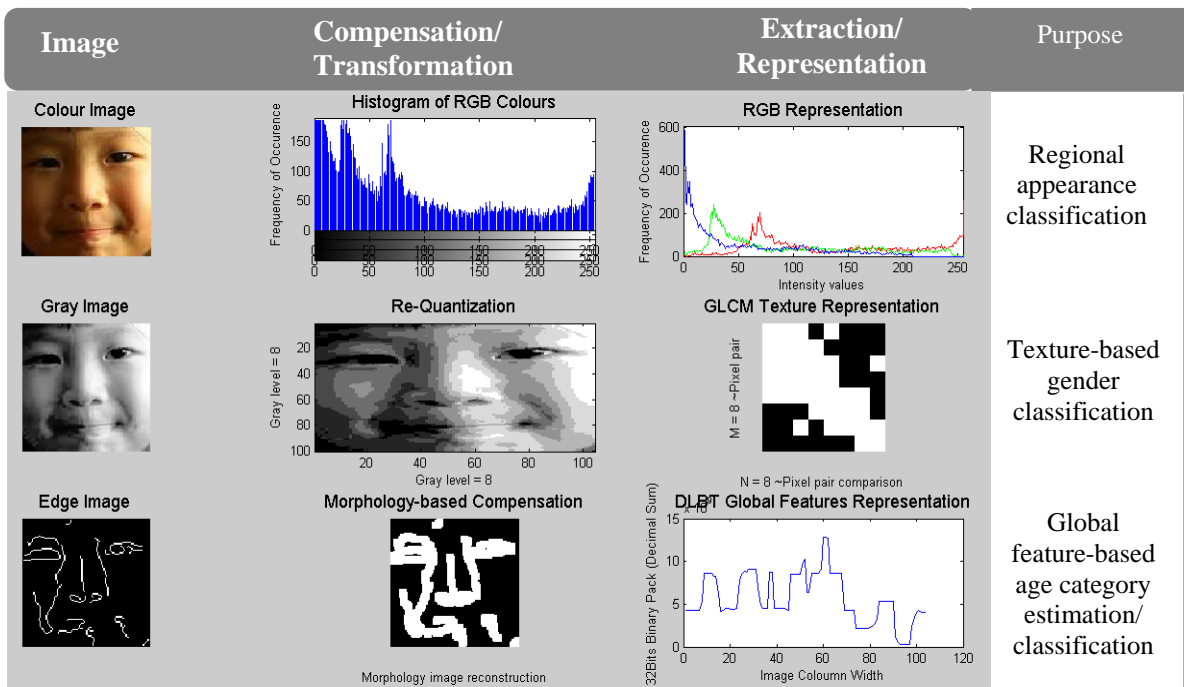 Image
Compensation/
Transformation
Extraction/
Representation
Purpose
Colour Image
Histogram of RGB Colours
Frequency of Occurence
150
100
50
0
0 50 100 150 200 250
0 50 100 150 200 250
RGB Representation
Frequency of Occurence
600
400
200
0
0 50 100 150 200 250
Intensity values
Regional
appearance
classification
Gray Image
Re-Quantization
Gray level = 8
20
40
60
80
100
20 40 60 80 100
Gray level = 8
GLCM Texture Representation
M = 8 ~Pixel pair
N = 8 ~Pixel pair comparison
Texture-based
gender
classification
Edge Image
Morphology-based Compensation
Morphology image reconstruction
DLBT Global Features Representation
32Bits Binary Pack (Decimal Sum)
15
10
5
0
0 20 40 60 80 100 120
Image Coloumn Width
Global
feature-based
age category
estimation/
classification